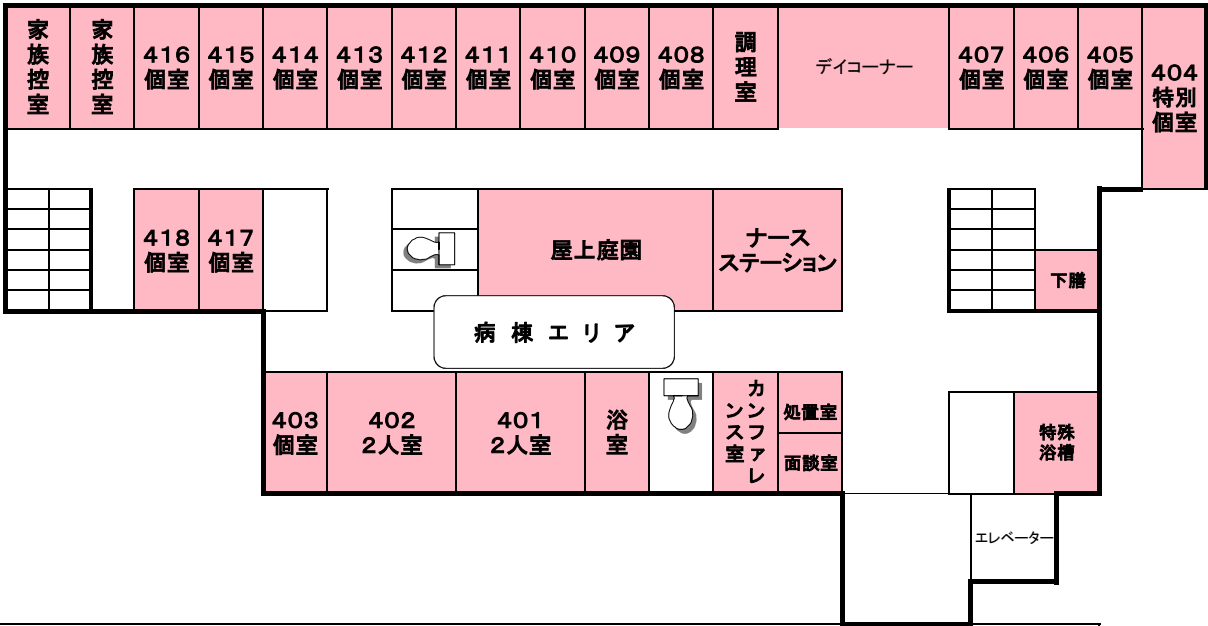 家族控室
家族控室
416
個室
415
個室
414
個室
413
個室
412
個室
411
個室
410
個室
409
個室
408
個室
調理室
デイコーナー
407
個室
406
個室
405
個室
404
特別
個室
418
個室
417
個室
屋上庭園
ナース
ステーション
下膳
病棟エリア
403
個室
402
2人室
401
2人室
浴室
カンファレ
ンス室
処置室
面談室
特殊
浴槽
エレベーター